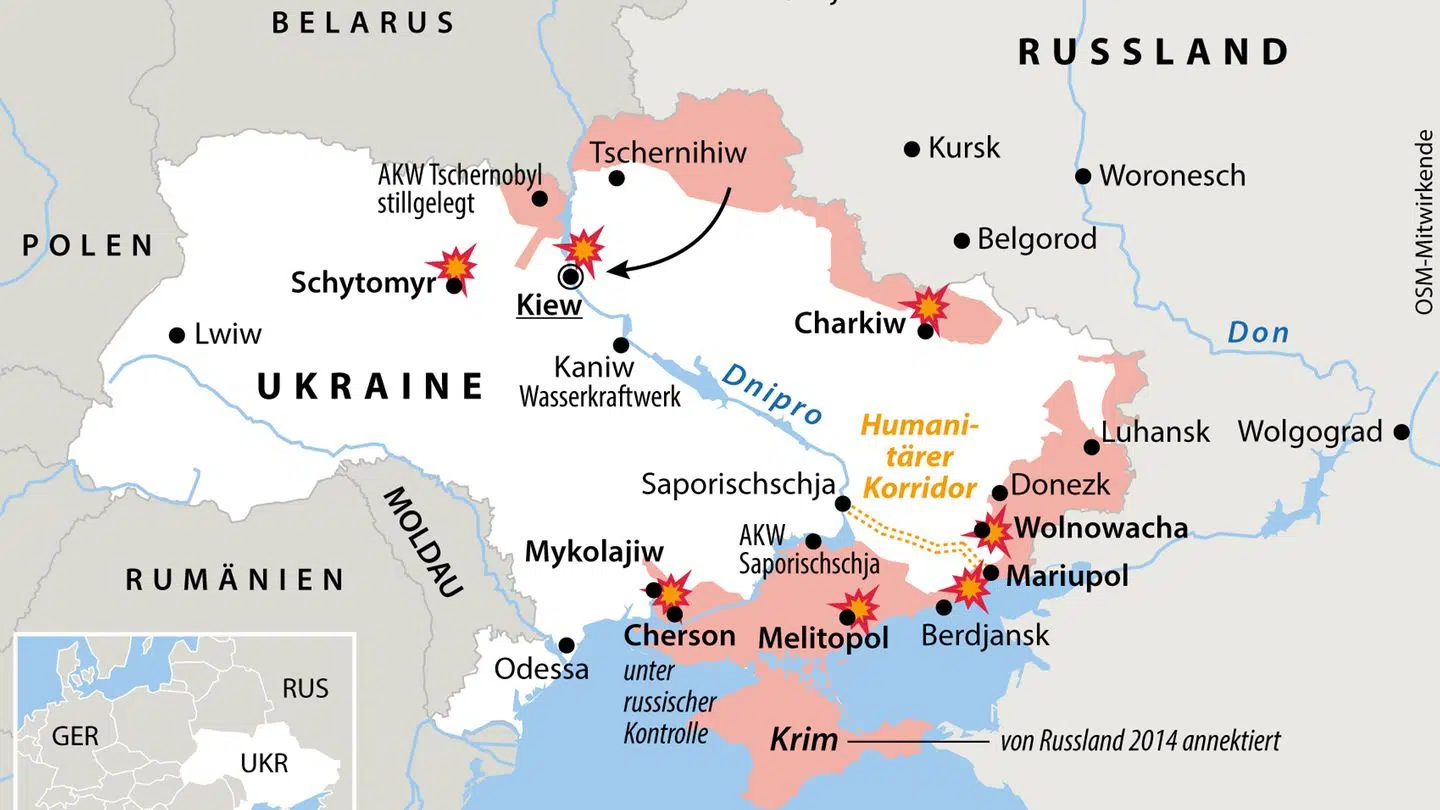 BELARUS
RUSSLAND
Tschernihiw
Kursk
AKW Tschernobyl
stillgelegt
Woronesch
POLEN
Belgorod
Schytomyr
Kiew
Charkiw
Lwiw
Don
Kaniw
Wasserkraftwerk
UKRAINE
Dnipro
Humani-
tärer
Korridor
Luhansk
Wolgograd
Saporischschja
Donezk
MOLDAU
AKW
Saporischschja
Wolnowacha
Mykolajiw
RUMÄNIEN
Mariupol
Cherson
unter
russischer
Kontrolle
Melitopol
Berdjansk
Odessa
Krim
von Russland 2014 annektiert
RUS
GER
UKR
OSM-Mitwirkende